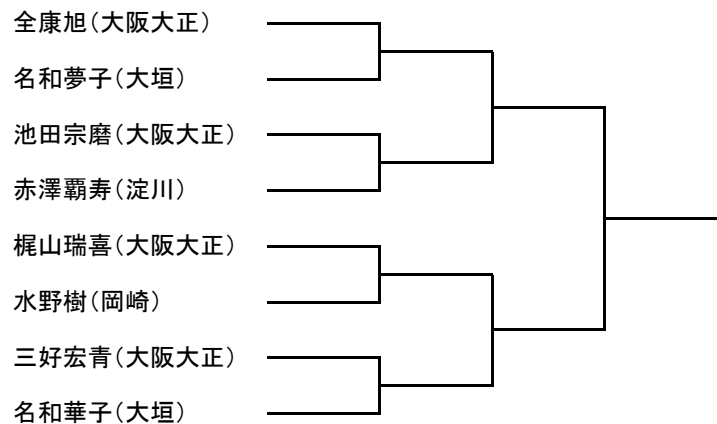 全康旭（大阪大正）
名和夢子（大垣）
池田宗磨（大阪大正）
赤澤覇寿（淀川）
梶山瑞喜（大阪大正）
水野樹（岡崎）
三好宏青（大阪大正）
名和華子（大垣）